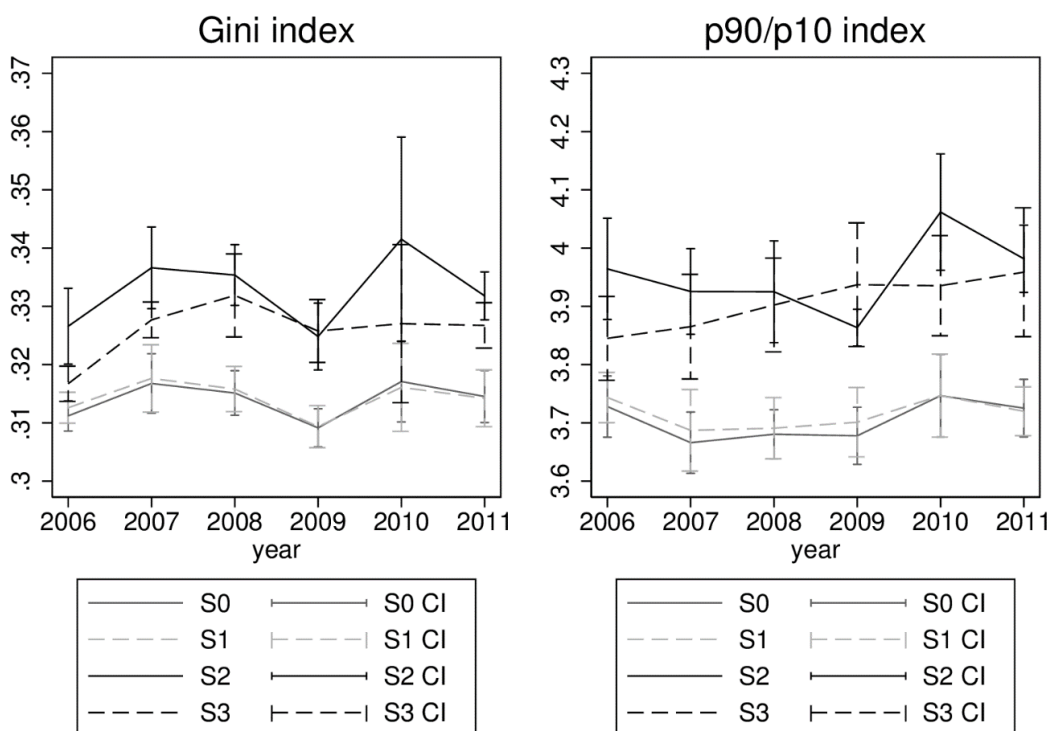 Gini index
.37
.36
.35
.34
.33
.32
.31
.3
2006 2007 2008 2009 2010 2011
year
S0 S0 CI
S1 S1 CI
S2 S2 CI
S3 S3 CI
p90/p10 index
4.3
4.2
4.1
4
3.9
3.8
3.7
3.6
2006 2007 2008 2009 2010 2011
year
S0 S0 CI
S1 S1 CI
S2 S2 CI
S3 S3 CI